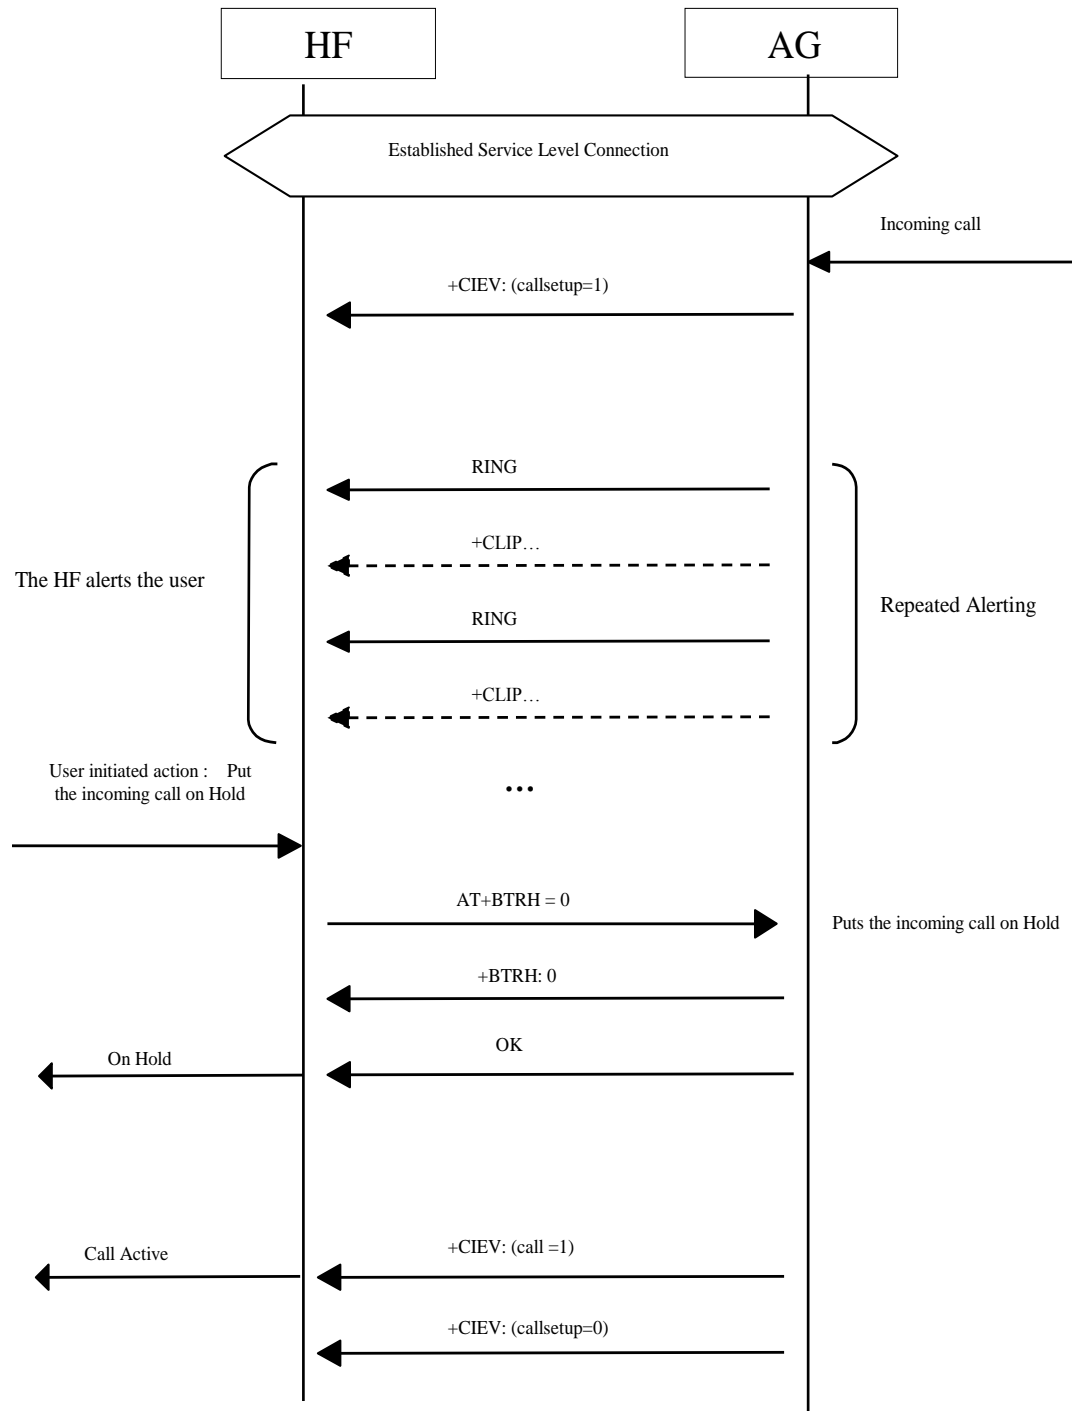 HF
AG
Established Service Level Connection
Incoming call
+CIEV: (callsetup=1)
RING
+CLIP…
The HF alerts the user
Repeated Alerting
RING
+CLIP…
User initiated action : Put
the incoming call on Hold
...
AT+BTRH = 0
Puts the incoming call on Hold
+BTRH: 0
OK
On Hold
+CIEV: (call =1)
Call Active
+CIEV: (callsetup=0)